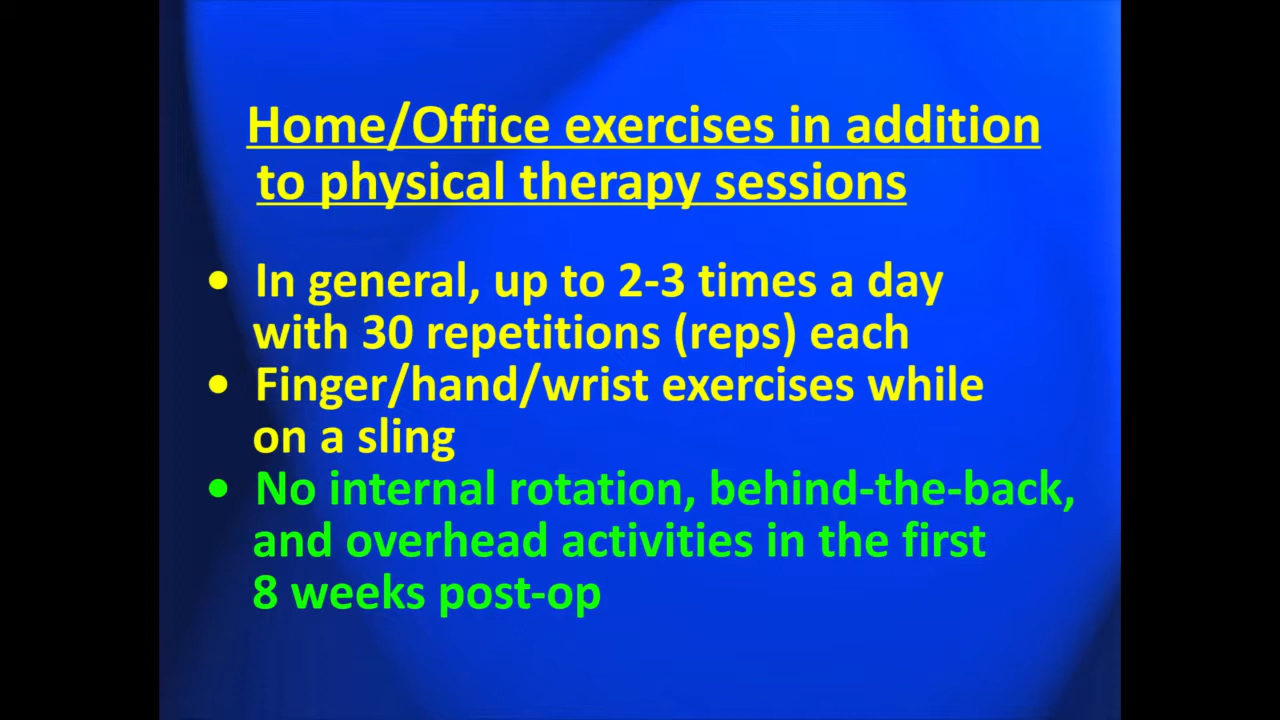 Home/Office exercises in addition
to physical therapy sessions
• In general, up to 2-3 times a day
with 30 repetitions (reps) each
• Finger/hand/wrist exercises while
on a sling
• No internal rotation, behind-the-back,
and overhead activities in the first
8 weeks post-op